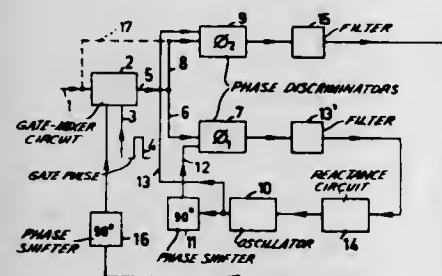 17
9
15
FILTER
Ø2
2
8
1
5
PHASE DISCRIMINATORS
6
7
13'
GATE-MIXER
CIRCUIT
3
Ø1
FILTER
4
12
GATE PULSE
13
10
REACTANCE
CIRCUIT
PHASE
SHIFTER
90°
90°
OSCILLATOR
14
16
11
PHASE SHIFTER